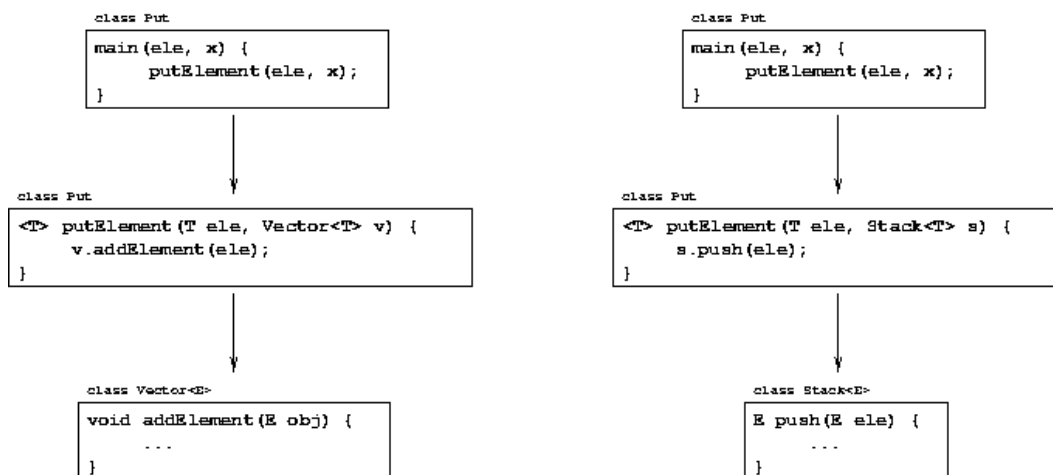 class Put
main(ele, x) {
putElement(ele, x);
}
class Put
<T> putElement(T ele, Vector<T> v) {
v.addElement(ele);
}
class Vector<E>
void addElement(E obj) {
...
}
class Put
main(ele, x) {
putElement(ele, x);
}
class Put
<T> putElement(T ele, Stack<T> s) {
s.push(ele);
}
class Stack<E>
E push(E ele) {
...
}